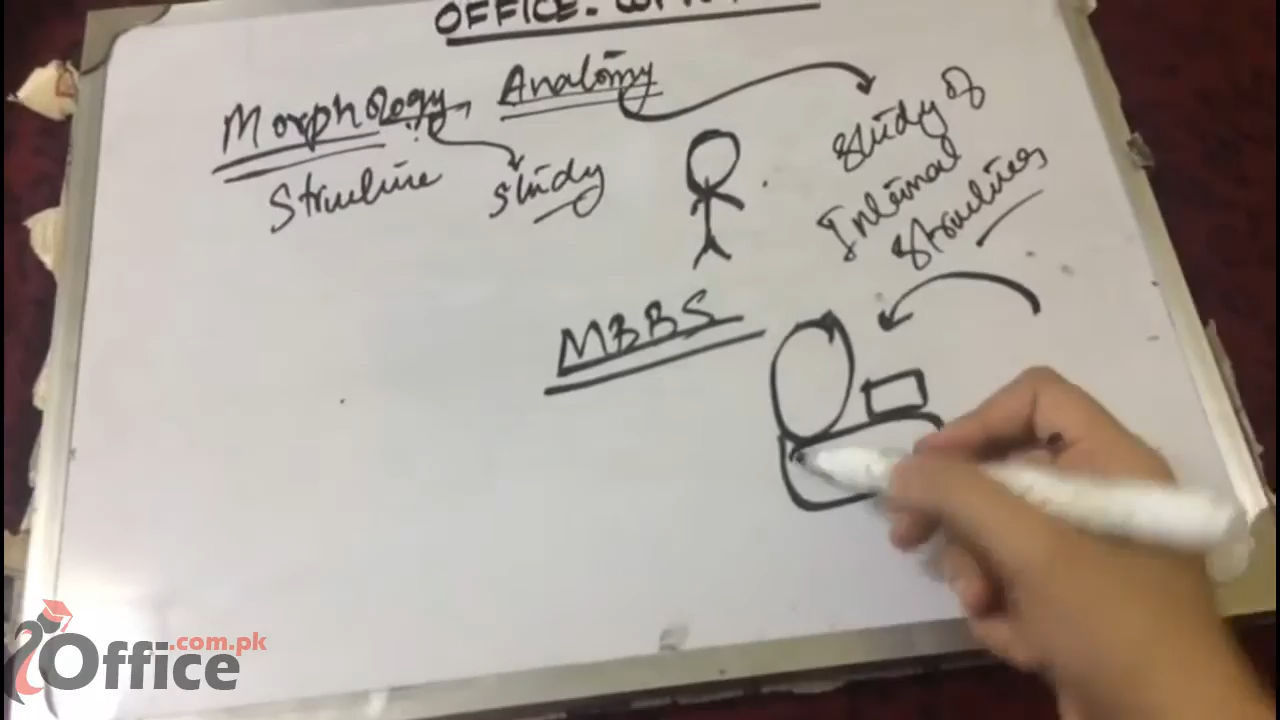 OFFICE.
Morphology, Anatomy
Structure
Study
Study of
Internal
Structures
MBBS
Office
.com.pk